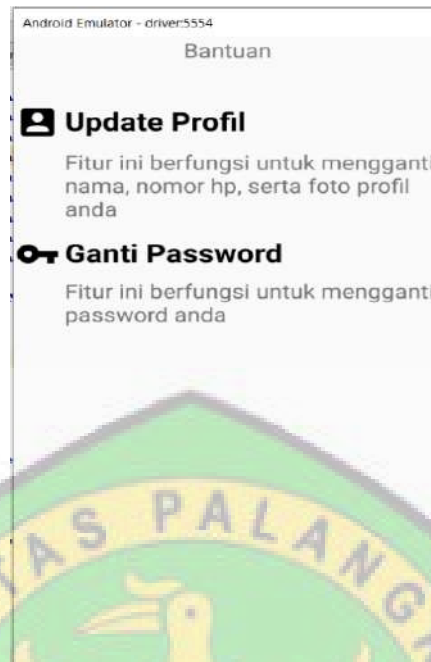 Android Emulator - driver:5554
Bantuan
Update Profil
Fitur ini berfungsi untuk mengganti
nama, nomor hp, serta foto profil
anda
Ganti Password
Fitur ini berfungsi untuk mengganti
password anda
TAS PALANG